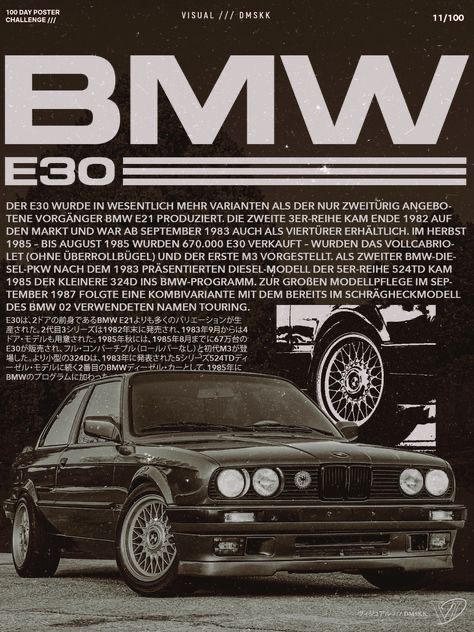 100 DAY POSTER
CHALLENGE ///
VISUAL /// DMSKK
11/100
BMW
E30
DER E30 WURDE IN WESENTLICH MEHR VARIANTEN ALS DER NUR ZWEITÜRIG ANGEBO-
TENE VORGÄNGER BMW E21 PRODUZIERT. DIE ZWEITE 3ER-REIHE KAM ENDE 1982 AUF
DEN MARKT UND WAR AB SEPTEMBER 1983 AUCH ALS VIERTÜRER ERHÄLTLICH. IM HERBST
1985 – BIS AUGUST 1985 WURDEN 670.000 E30 VERKAUFT – WURDEN DAS VOLLCABRIO-
LET (OHNE ÜBERROLLBÜGEL) UND DER ERSTE M3 VORGESTELLT. ALS ZWEITER BMW-DIE-
SEL-PKW NACH DEM 1983 PRÄSENTIERTEN DIESEL-MODELL DER 5ER-REIHE 524TD KAM
1985 DER KLEINERE 324D INS BMW-PROGRAMM. ZUR GROßEN MODELLPFLEGE IM SEP-
TEMBER 1987 FOLGTE EINE KOMBIVARIANTE MIT DEM BEREITS IM SCHRÄGHECKMODELL
DES BMW 02 VERWENDETEN NAMEN TOURING.
E30は、2ドアの前身であるBMW E21よりも多くのバリエーションが生
産された。2代目3シリーズは1982年末に発売され、1983年9月からは4
ドア・モデルも用意された。1985年秋には、1985年8月までに67万台の
E30が販売され、フル・コンバーチブル（ロールバーなし）と初代M3が登
場した。より小型の324Dは、1983年に発表された5シリーズ524TDディ
ーゼル・モデルに続く2番目のBMWディーゼル・カーとして、1985年に
BMWのプログラムに加わっ
ヴィジュアル /// DMSKK